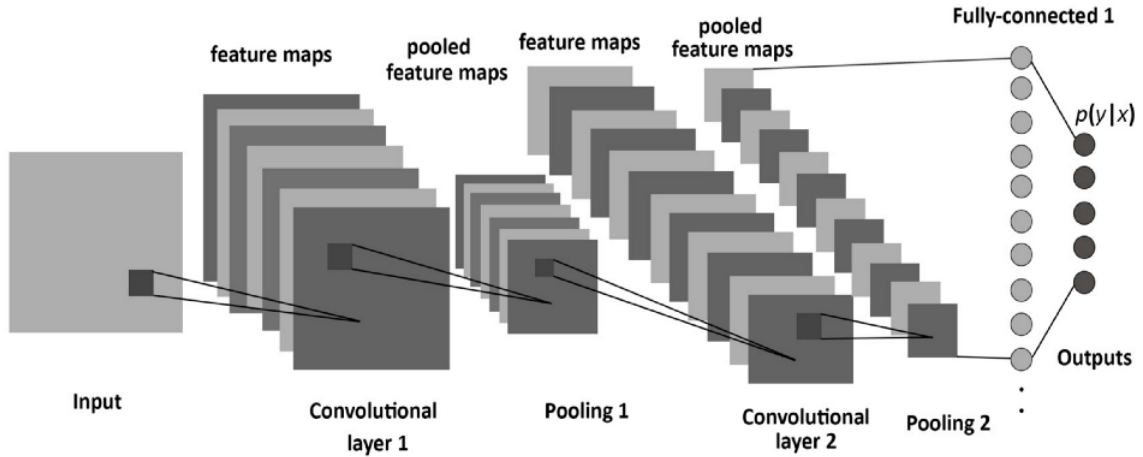 Fully-connected 1
feature maps
pooled
feature maps
feature maps
pooled
feature maps
p(y|x)
Input
Convolutional
layer 1
Pooling 1
Convolutional
layer 2
Pooling 2
Outputs